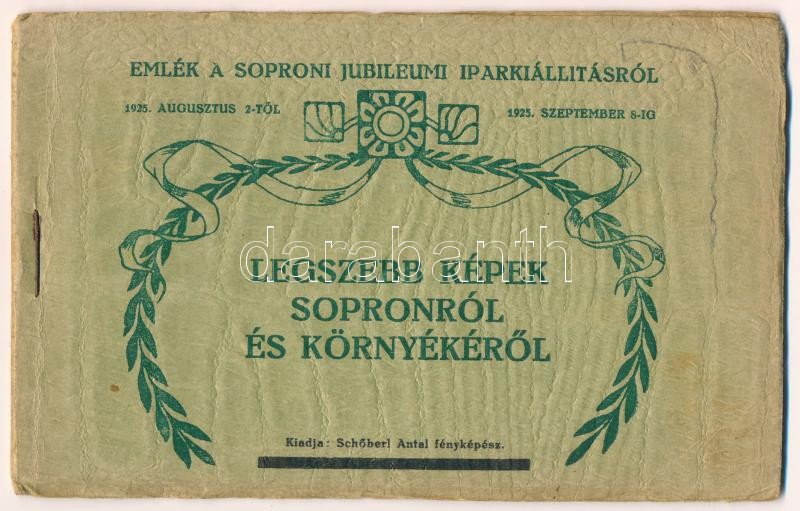 EMLÉK A SOPRONI JUBILEUMI IPARKIÁLLITÁSRÓL
1925. AUGUSZTUS 2-TŐL 1925. SZEPTEMBER 8-IG
darabanth
LEGSZEBB KÉPEK
SOPRONRÓL
ÉS KÖRNYÉKÉRŐL
Kiadja: Schőberl Antal fényképész.